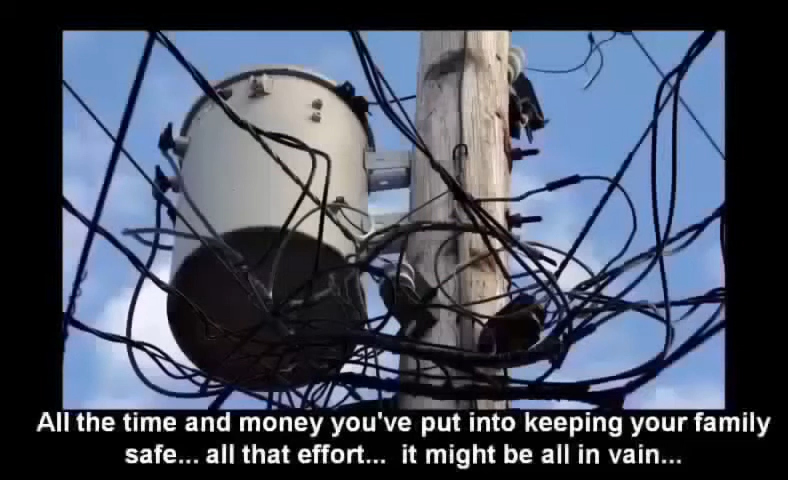 All the time and money you've put into keeping your family
safe... all that effort... it might be all in vain...